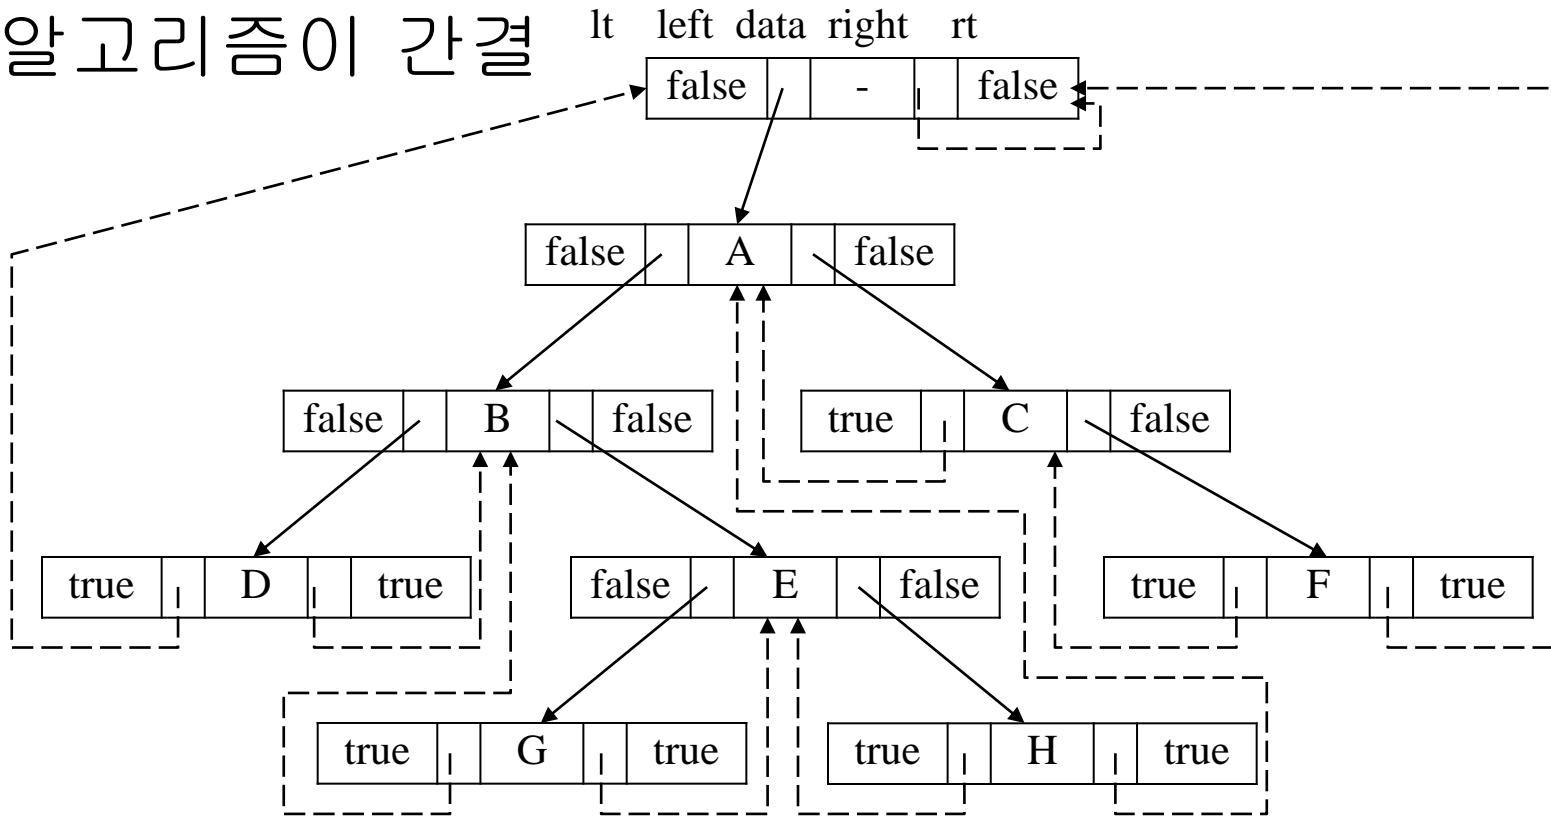 알고리즘이 간결
lt left data right rt
false - false
false A false
false B false
true C false
true D true
false E false
true F true
true G true
true H true